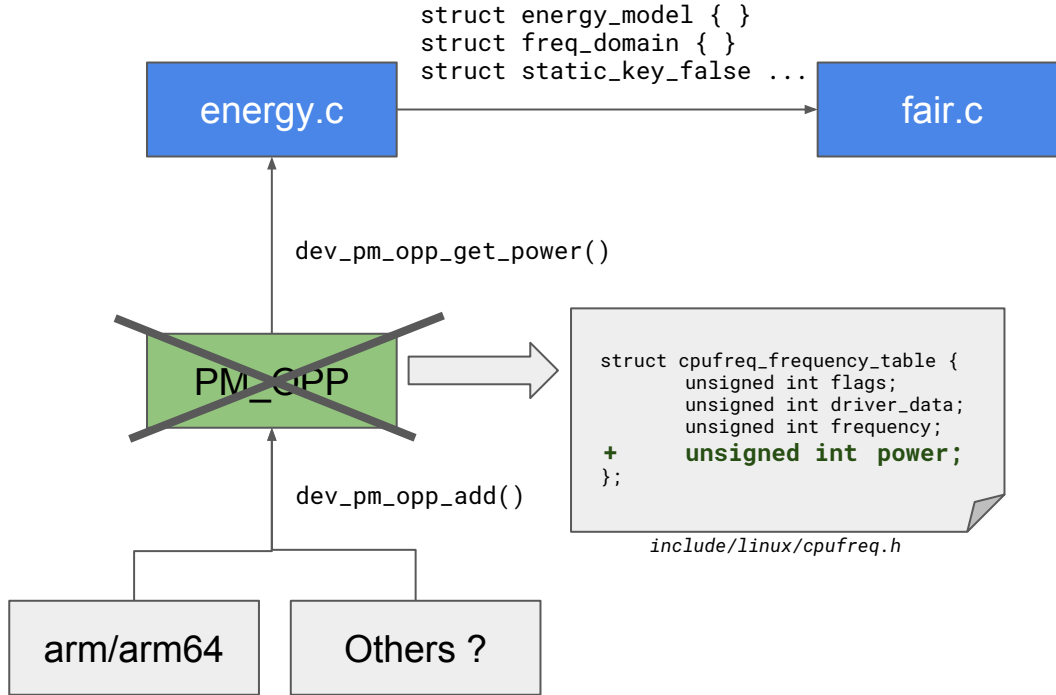 struct energy_model { }
struct freq_domain { }
struct static_key_false ...
energy.c
fair.c
dev_pm_opp_get_power()
PM_OPP
struct cpufreq_frequency_table {
unsigned int flags;
unsigned int driver_data;
unsigned int frequency;
+ unsigned int power;
};
include/linux/cpufreq.h
dev_pm_opp_add()
arm/arm64
Others ?